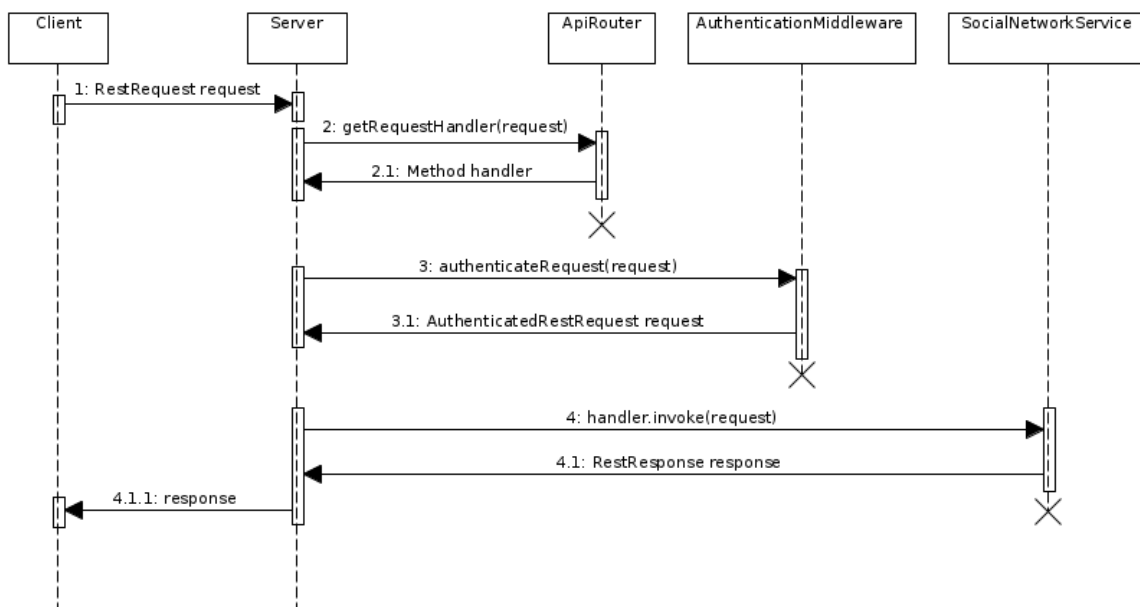 Client
Server
ApiRouter
AuthenticationMiddleware
SocialNetworkService
1: RestRequest request
2: getRequestHandler(request)
2.1: Method handler
3: authenticateRequest(request)
3.1: AuthenticatedRestRequest request
4: handler.invoke(request)
4.1: RestResponse response
4.1.1: response